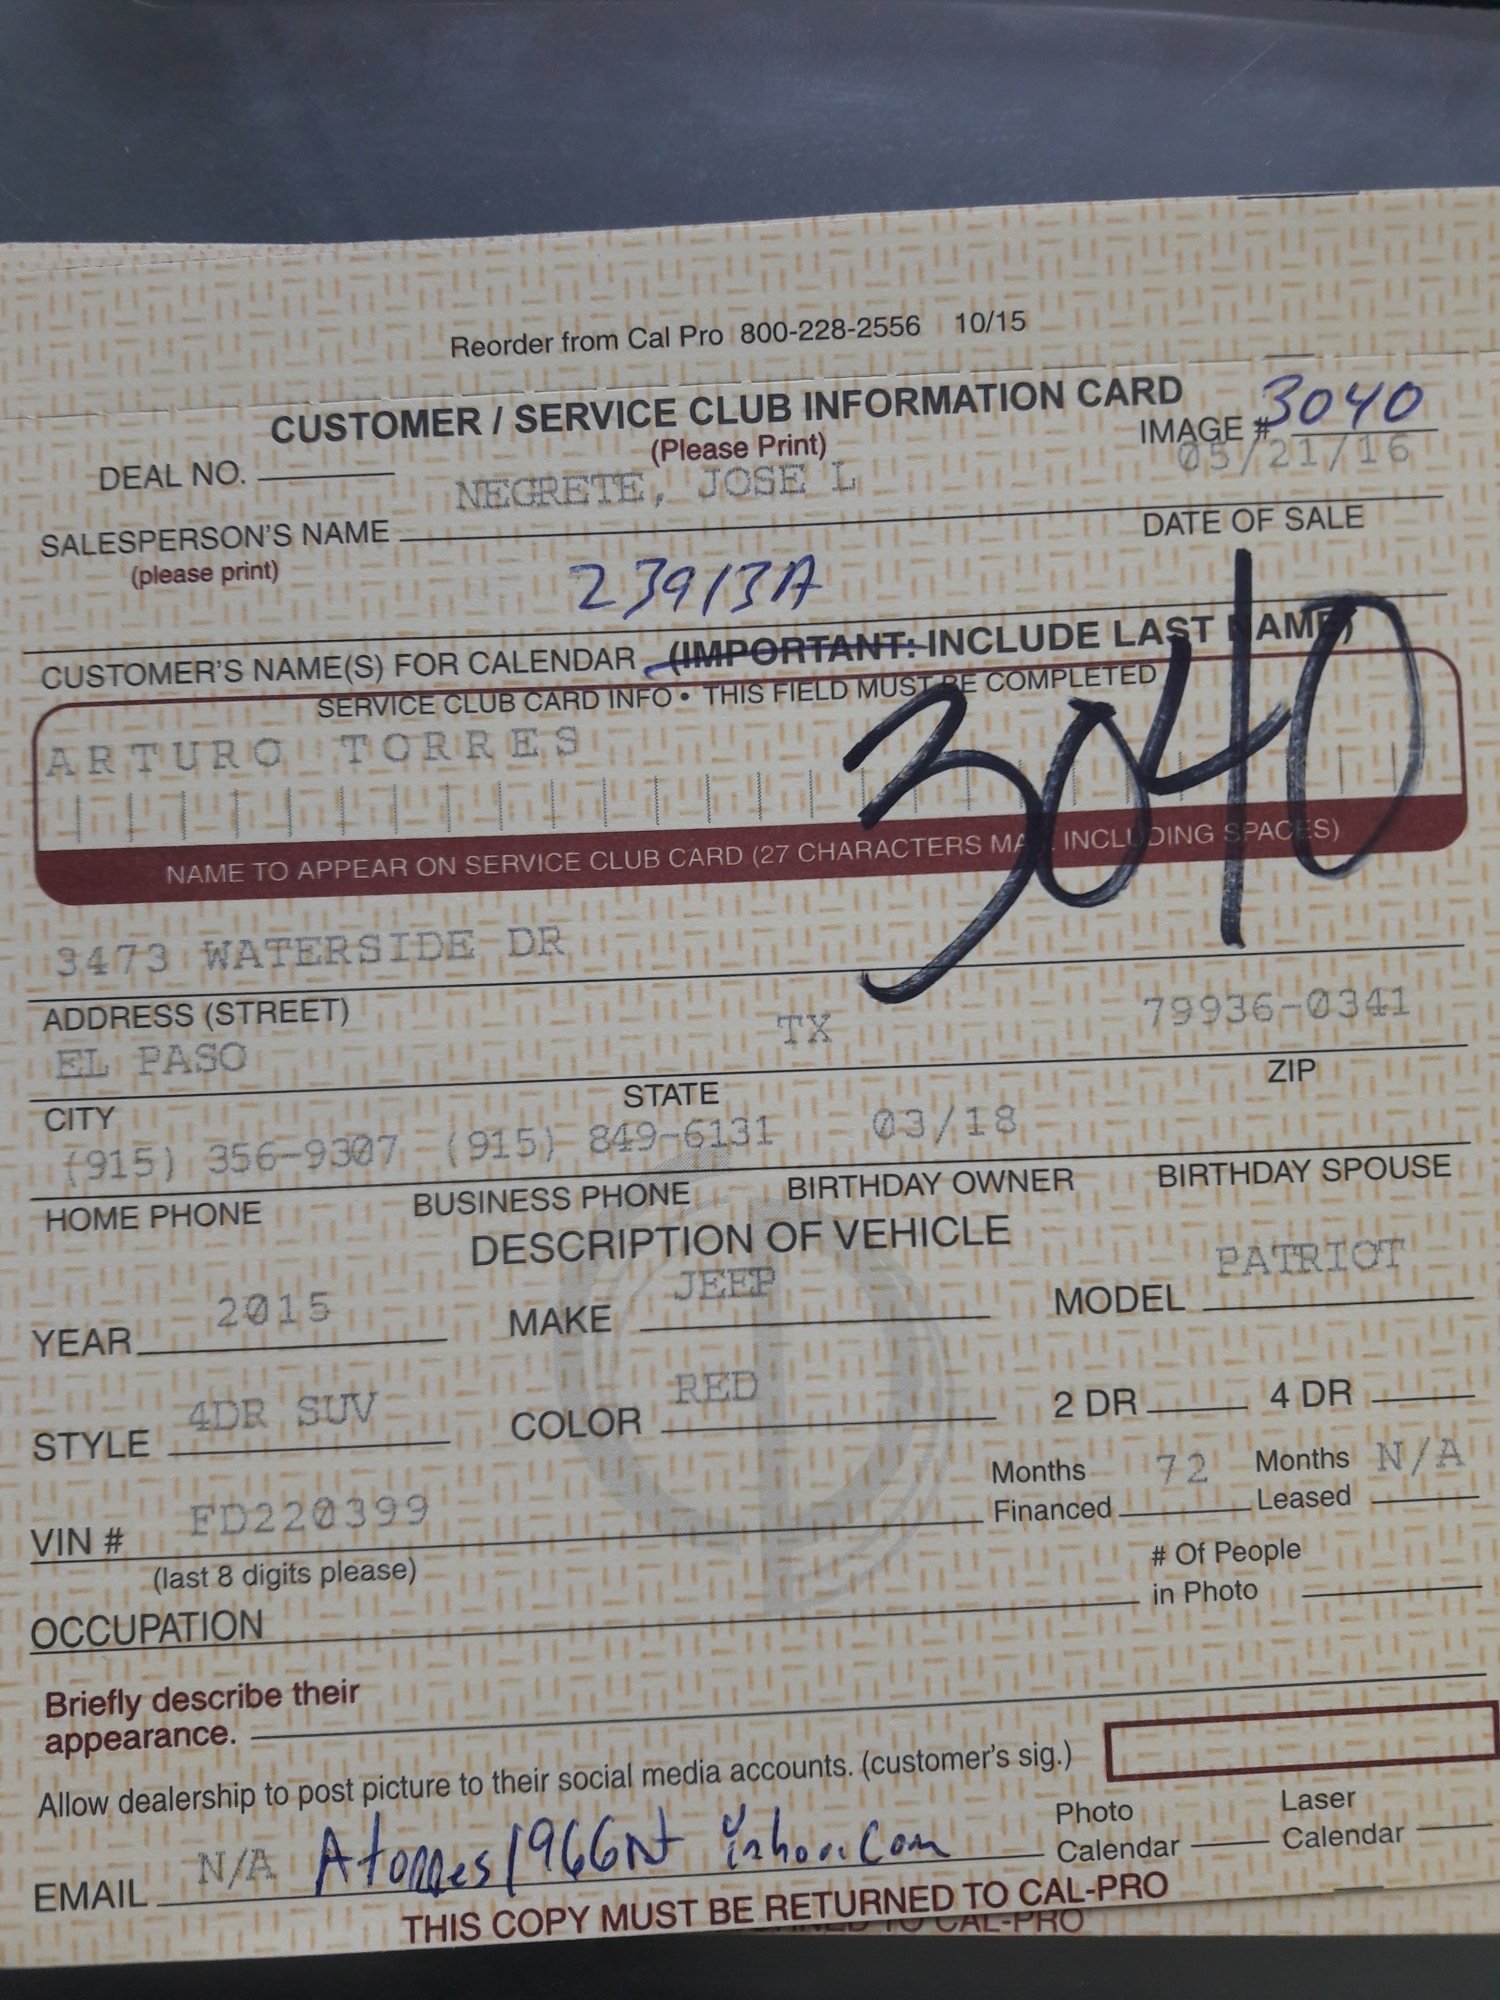 Reorder from Cal Pro 800-228-2556 10/15
CUSTOMER / SERVICE CLUB INFORMATION CARD
(Please Print)
IMAGE # 3040
DEAL NO.
NEGRETE, JOSE L
05/21/16
SALESPERSON'S NAME
(please print)
DATE OF SALE
23913A
CUSTOMER'S NAME(S) FOR CALENDAR (IMPORTANT: INCLUDE LAST NAME)
SERVICE CLUB CARD INFO • THIS FIELD MUST BE COMPLETED
ARTURO TORRES
3040
NAME TO APPEAR ON SERVICE CLUB CARD (27 CHARACTERS MAX. INCLUDING SPACES)
3473 WATERSIDE DR
ADDRESS (STREET)
EL PASO TX 79936-0341
CITY STATE ZIP
(915) 356-9307 (915) 849-6131 03/18
HOME PHONE BUSINESS PHONE BIRTHDAY OWNER BIRTHDAY SPOUSE
DESCRIPTION OF VEHICLE
YEAR 2015 MAKE JEEP MODEL PATRIOT
STYLE 4DR SUV COLOR RED 2 DR 4 DR
Months Financed 72 Months Leased N/A
VIN # FD220399
(last 8 digits please)
# Of People
in Photo
OCCUPATION
Briefly describe their
appearance.
Allow dealership to post picture to their social media accounts. (customer's sig.)
Photo
Calendar
Laser
Calendar
EMAIL N/A Atorres1966
THIS COPY MUST BE RETURNED TO CAL-PRO
TO CAL-PRO